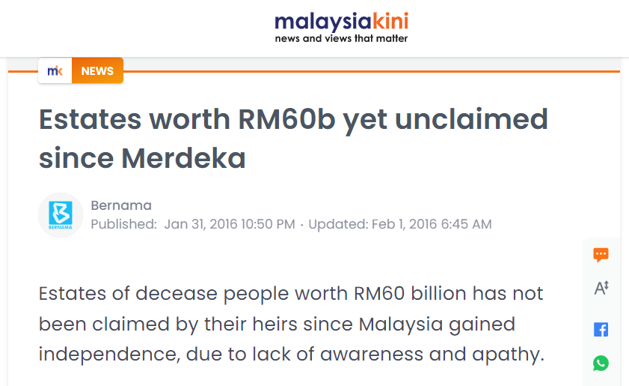 malaysiakini
news and views that matter
mk NEWS
Estates worth RM60b yet unclaimed
since Merdeka
Bernama
BERNAMA
Published: Jan 31, 2016 10:50 PM · Updated: Feb 1, 2016 6:45 AM
Estates of decease people worth RM60 billion has not
been claimed by their heirs since Malaysia gained
independence, due to lack of awareness and apathy.
A